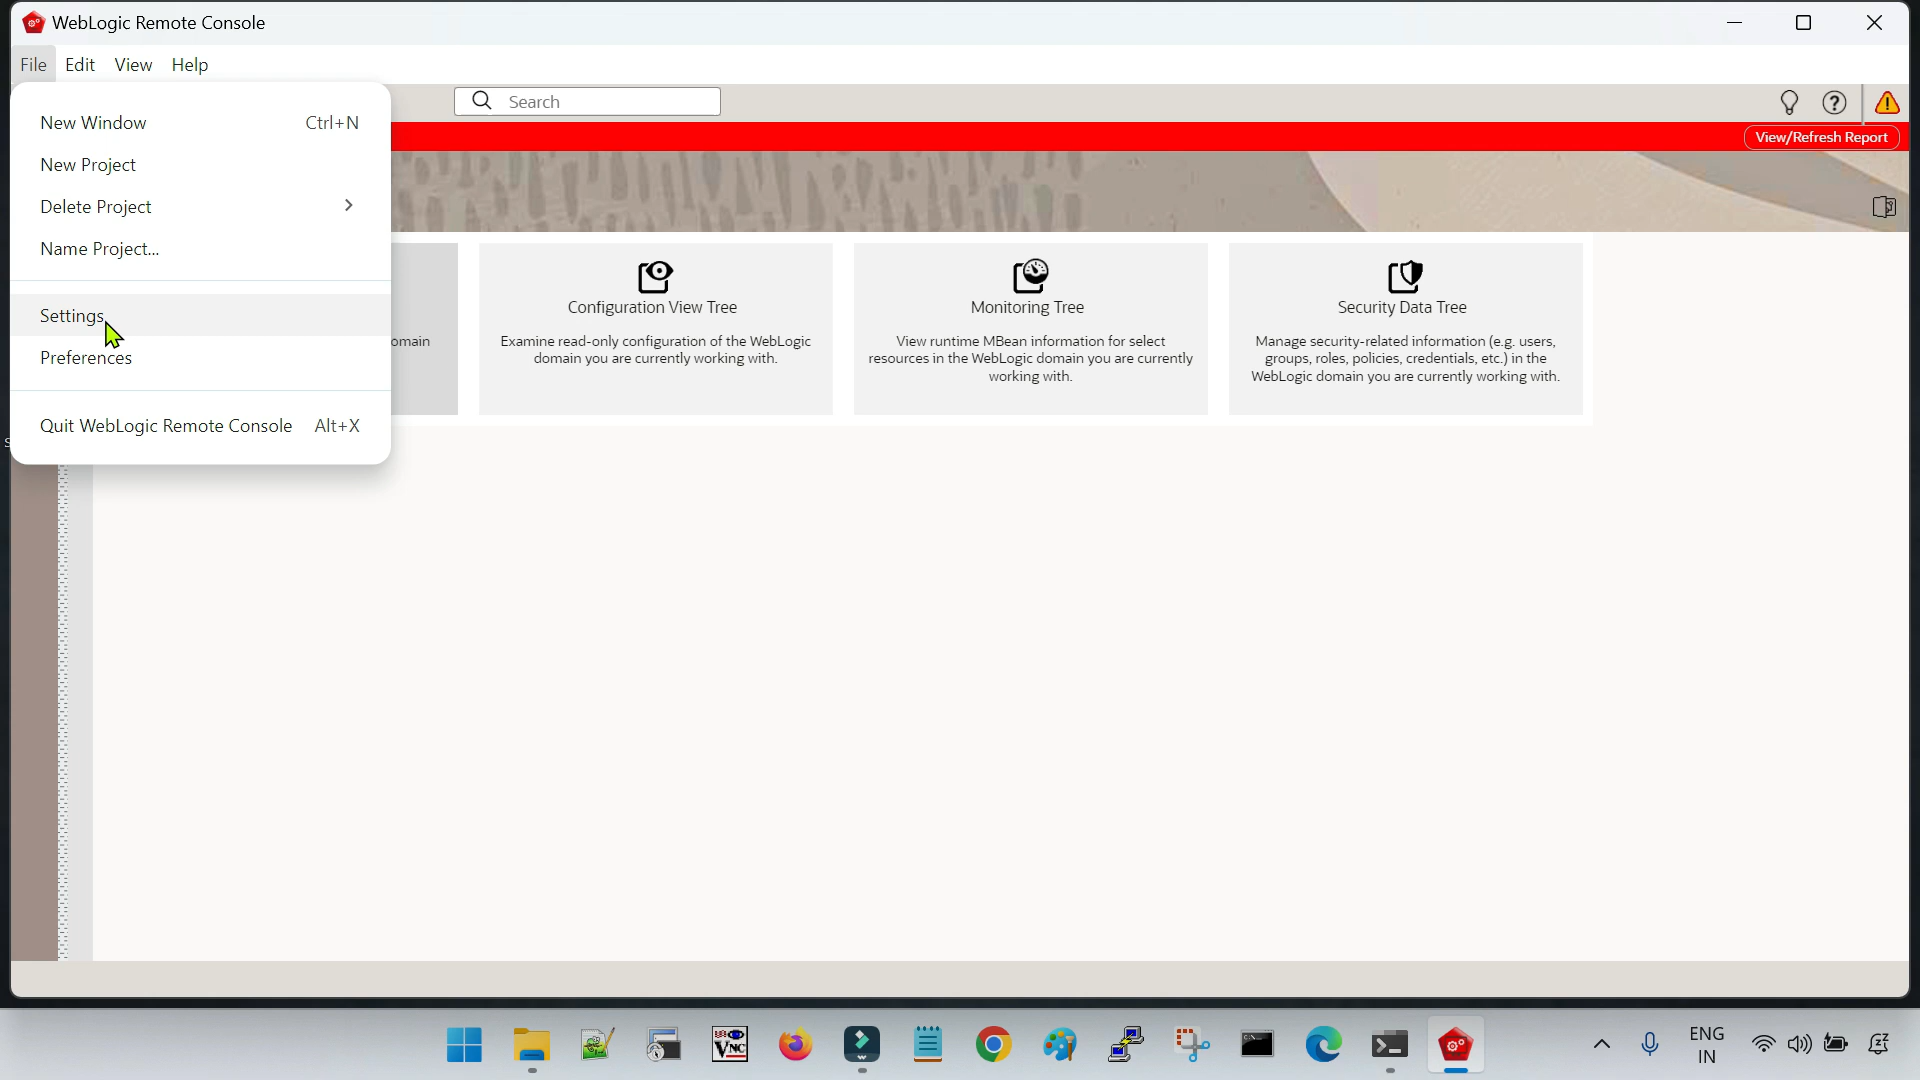 WebLogic Remote Console
File Edit View Help
Search
New Window Ctrl+N
View/Refresh Report
New Project
Delete Project
Name Project...
Configuration View Tree
Monitoring Tree
Security Data Tree
Settings
omain
Examine read-only configuration of the WebLogic
domain you are currently working with.
View runtime MBean information for select
resources in the WebLogic domain you are currently
working with.
Manage security-related information (e.g. users,
groups, roles, policies, credentials, etc.) in the
WebLogic domain you are currently working with.
Preferences
Quit WebLogic Remote Console Alt+X
VNC
ENG
IN